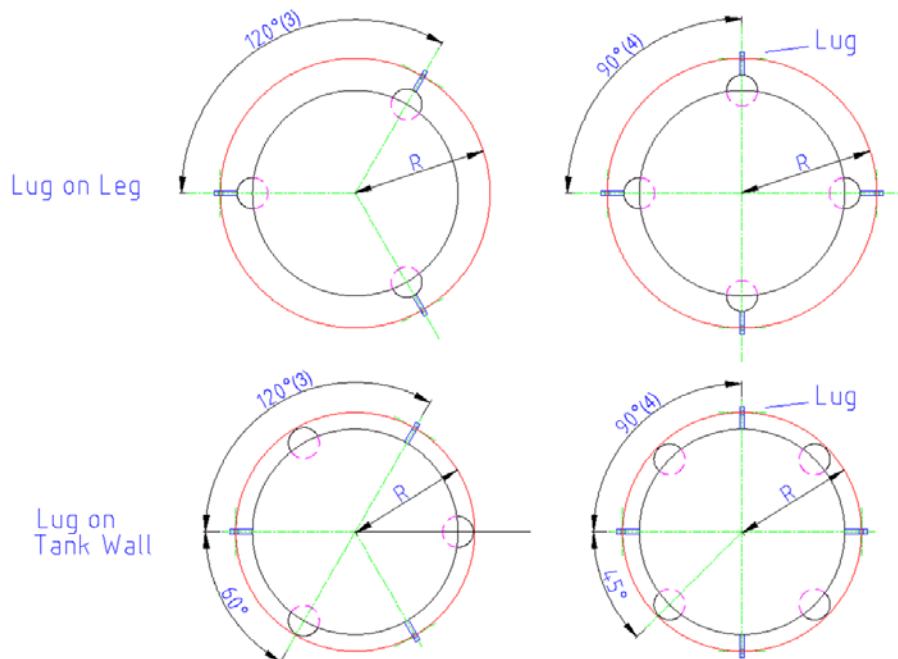 120°(3)
90°(4)
Lug
R
R
Lug on Leg
120°(3)
90°(4)
Lug
R
R
Lug on
Tank Wall
60°
45°